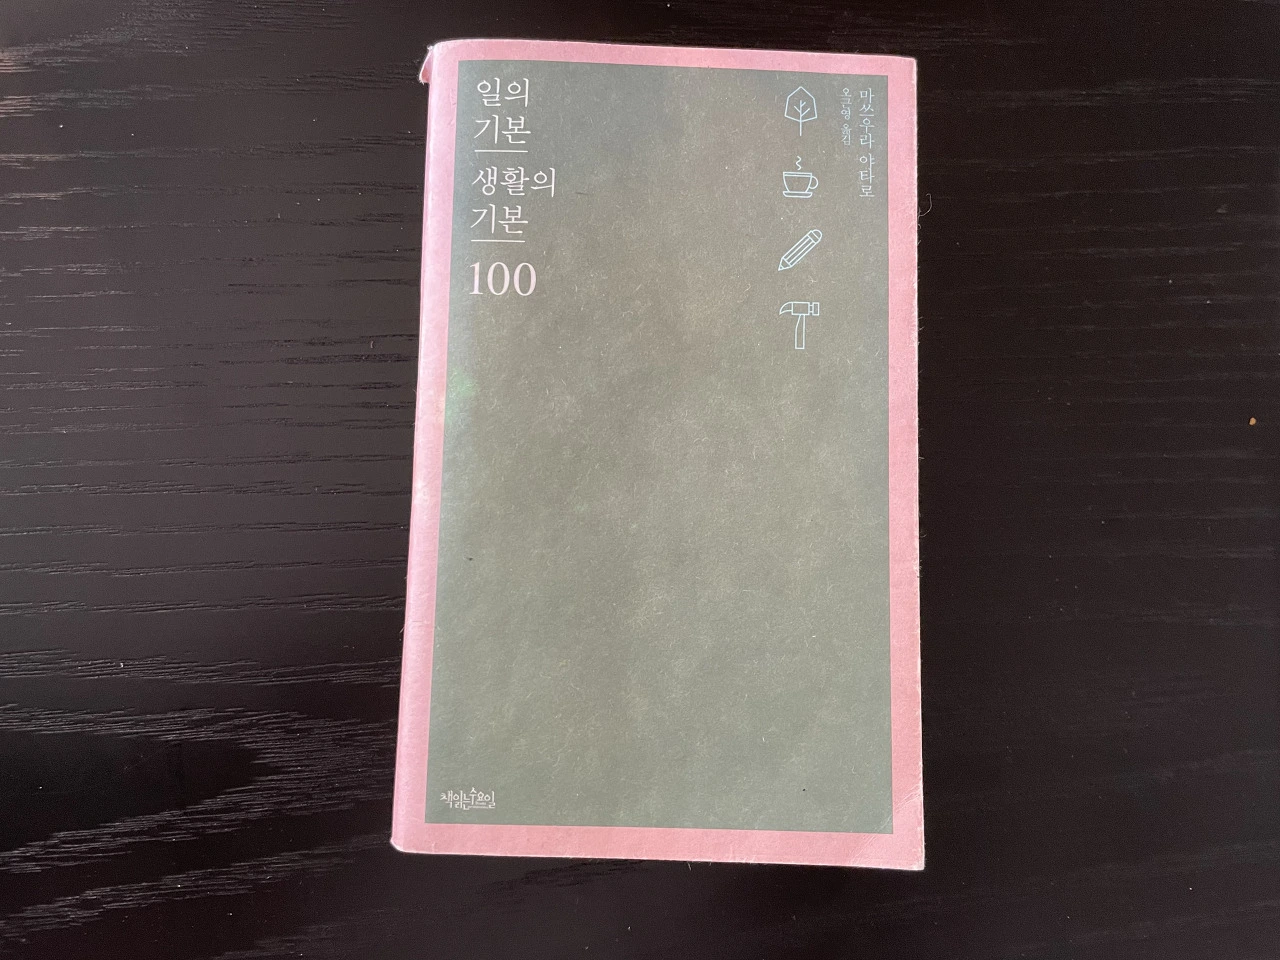 일의
기본
생활의
기본
100
마쓰우라 야타로
오근영 옮김
책읽는수요일